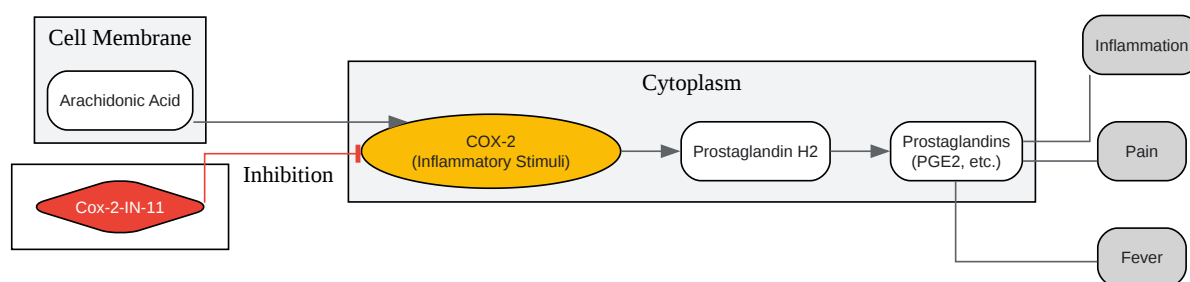 Cell Membrane
Arachidonic Acid
Cox-2-IN-11
Inhibition
Cytoplasm
COX-2
(Inflammatory Stimuli)
Prostaglandin H2
Prostaglandins
(PGE2, etc.)
Inflammation
Pain
Fever